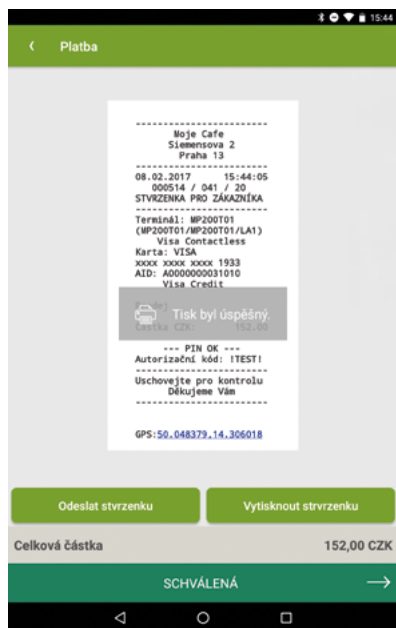 15:44
Platba
Moje Cafe
Siemensova 2
Praha 13
08.02.2017 15:44:05
000514 / 041 / 20
STVRZENKA PRO ZÁKAZNÍKA
Terminál: MP200T01
(MP200T01/MP200T01/LA1)
Visa Contactless
Karta: VISA
xxxx xxxx xxxx 1933
AID: A0000000031010
Visa Credit
Tisk byl úspěšný.
Částka CZK: 152.00
--- PIN OK ---
Autorizační kód: !TEST!
Uschovejte pro kontrolu
Děkujeme Vám
GPS:50.048379,14.306018
Odeslat stvrzenku
Vytisknout strvrzenku
Celková částka 152,00 CZK
SCHVÁLENÁ